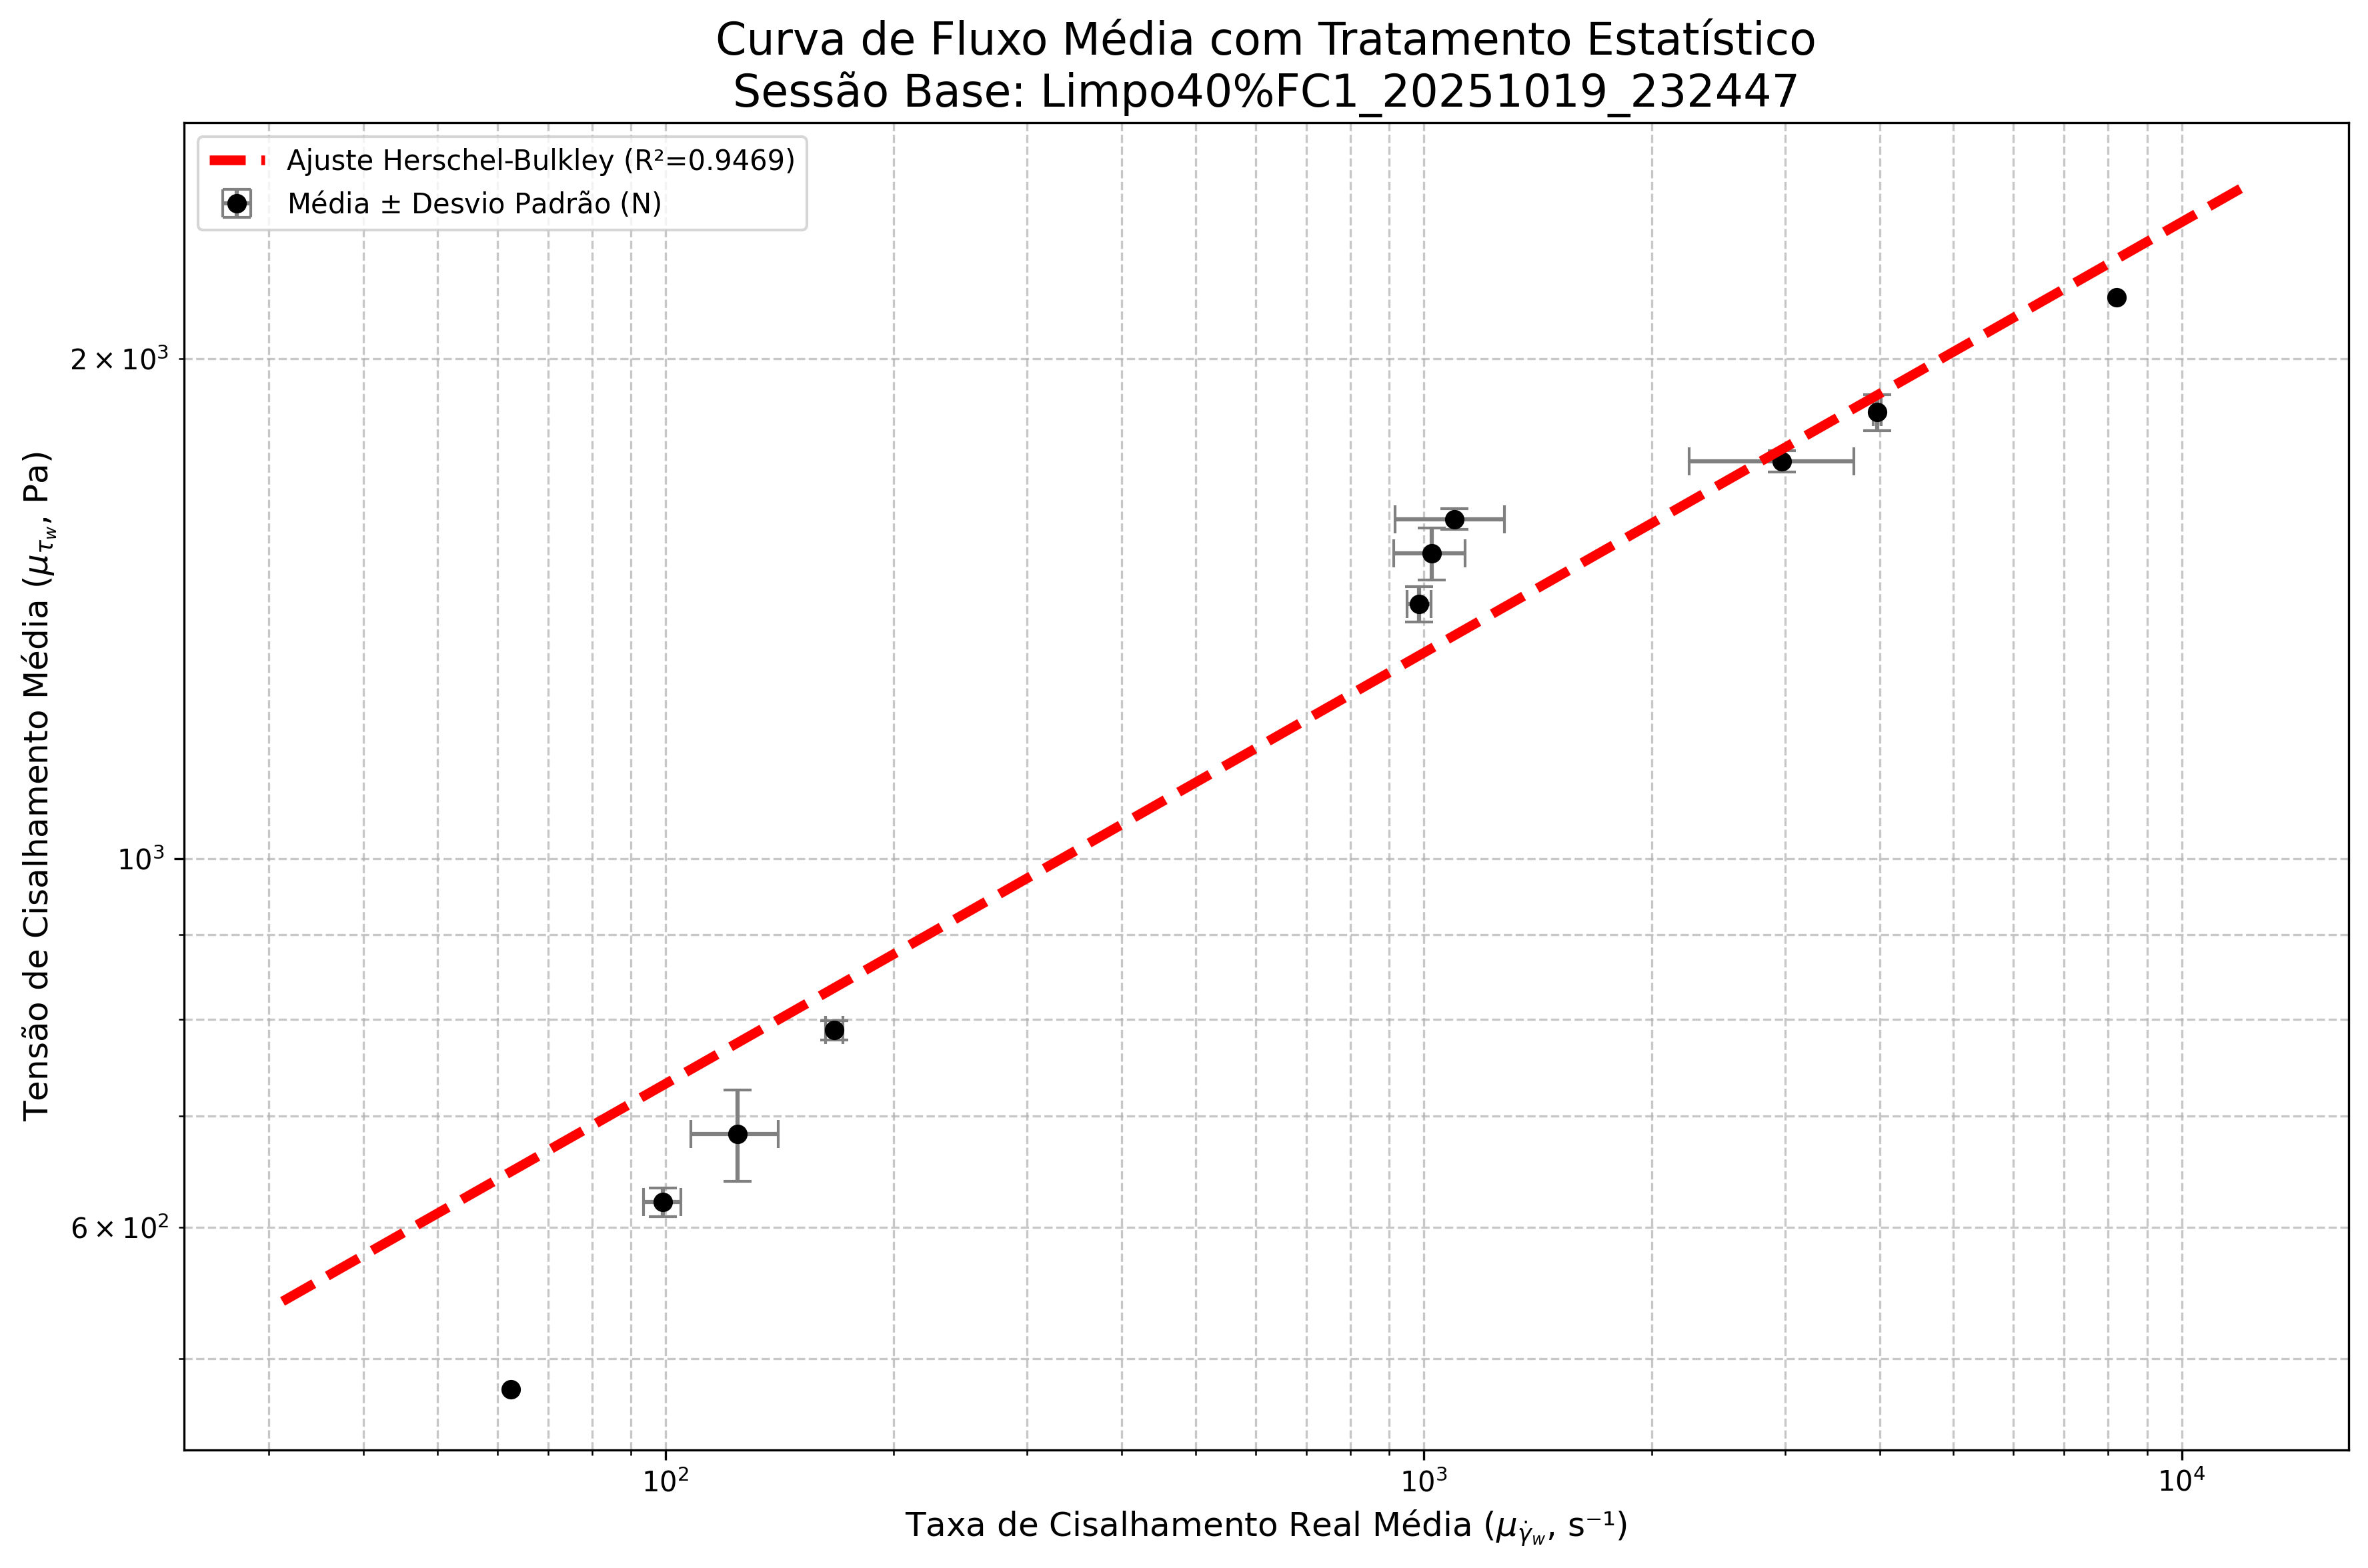 Curva de Fluxo Média com Tratamento Estatístico
Sessão Base: Limpo40%FC1_20251019_232447
Ajuste Herschel-Bulkley (R²=0.9469)
Média ± Desvio Padrão (N)
Tensão de Cisalhamento Média (μ_τ_w, Pa)
2 × 10³
10³
6 × 10²
10² 10³ 10⁴
Taxa de Cisalhamento Real Média (μ_γ̇_w, s⁻¹)